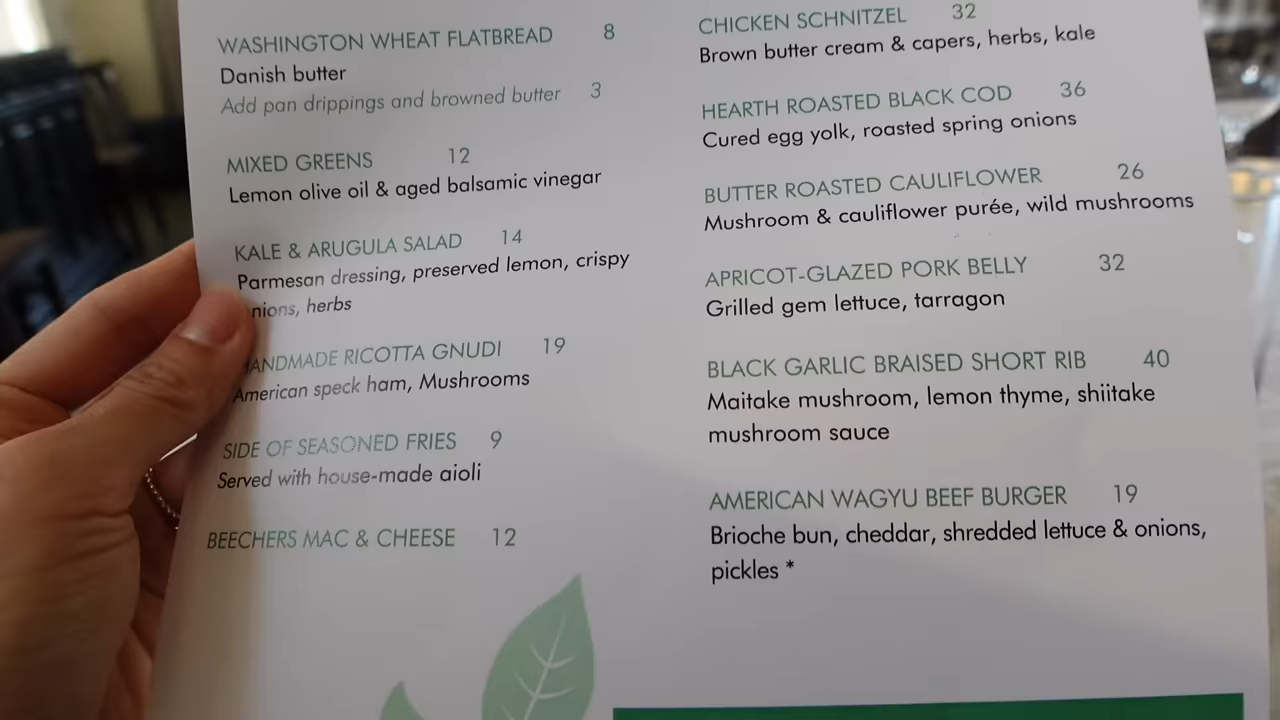 WASHINGTON WHEAT FLATBREAD 8
Danish butter
Add pan drippings and browned butter 3
MIXED GREENS 12
Lemon olive oil & aged balsamic vinegar
KALE & ARUGULA SALAD 14
Parmesan dressing, preserved lemon, crispy
nions, herbs
HANDMADE RICOTTA GNUDI 19
American speck ham, Mushrooms
SIDE OF SEASONED FRIES 9
Served with house-made aioli
BEECHERS MAC & CHEESE 12
CHICKEN SCHNITZEL 32
Brown butter cream & capers, herbs, kale
HEARTH ROASTED BLACK COD 36
Cured egg yolk, roasted spring onions
BUTTER ROASTED CAULIFLOWER 26
Mushroom & cauliflower purée, wild mushrooms
APRICOT-GLAZED PORK BELLY 32
Grilled gem lettuce, tarragon
BLACK GARLIC BRAISED SHORT RIB 40
Maitake mushroom, lemon thyme, shiitake
mushroom sauce
AMERICAN WAGYU BEEF BURGER 19
Brioche bun, cheddar, shredded lettuce & onions,
pickles *